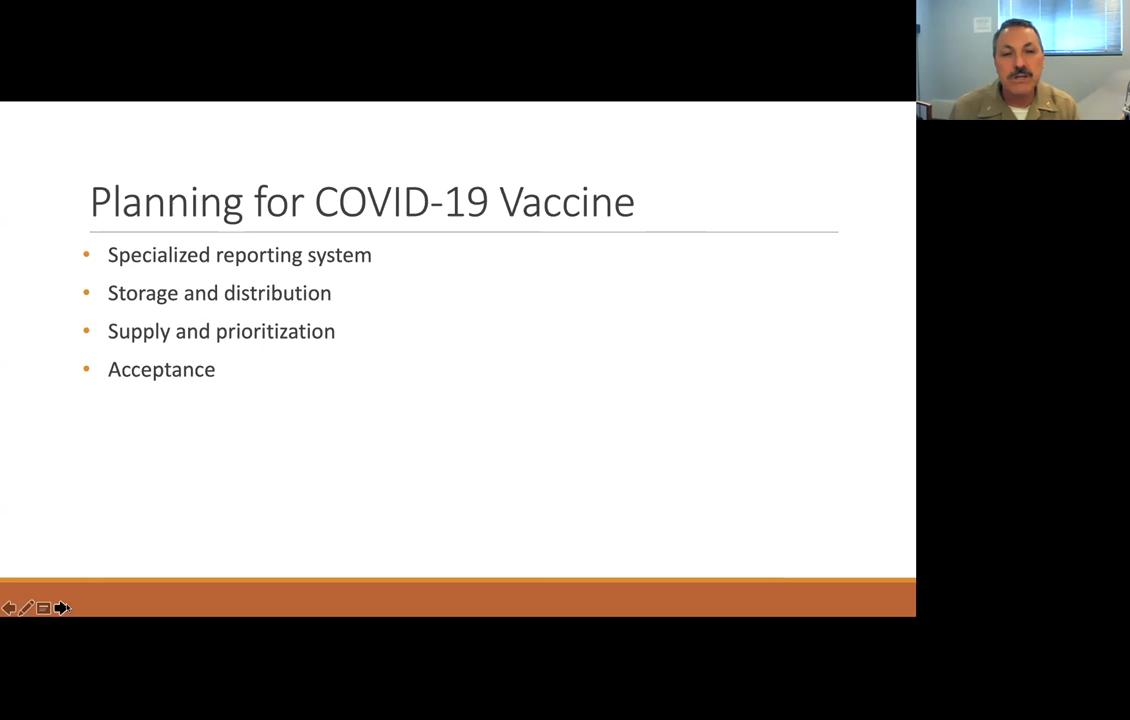 Planning for COVID-19 Vaccine
• Specialized reporting system
• Storage and distribution
• Supply and prioritization
• Acceptance